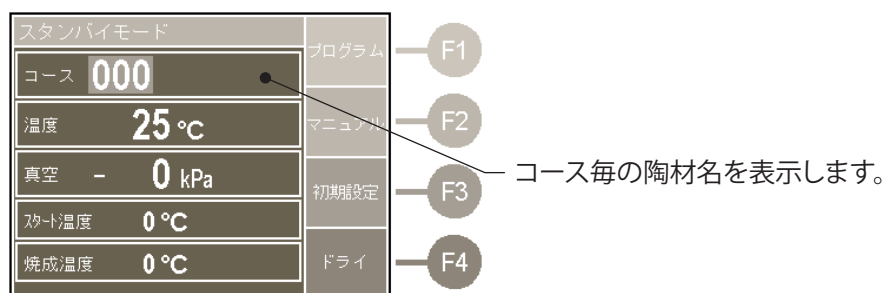 スタンバイモード
コース 000
温度 25 ℃
真空 － 0 kPa
ｽﾀｰﾄ温度 0 ℃
焼成温度 0 ℃
プログラム F1
マニュアル F2
初期設定 F3
ドライ F4
コース毎の陶材名を表示します。